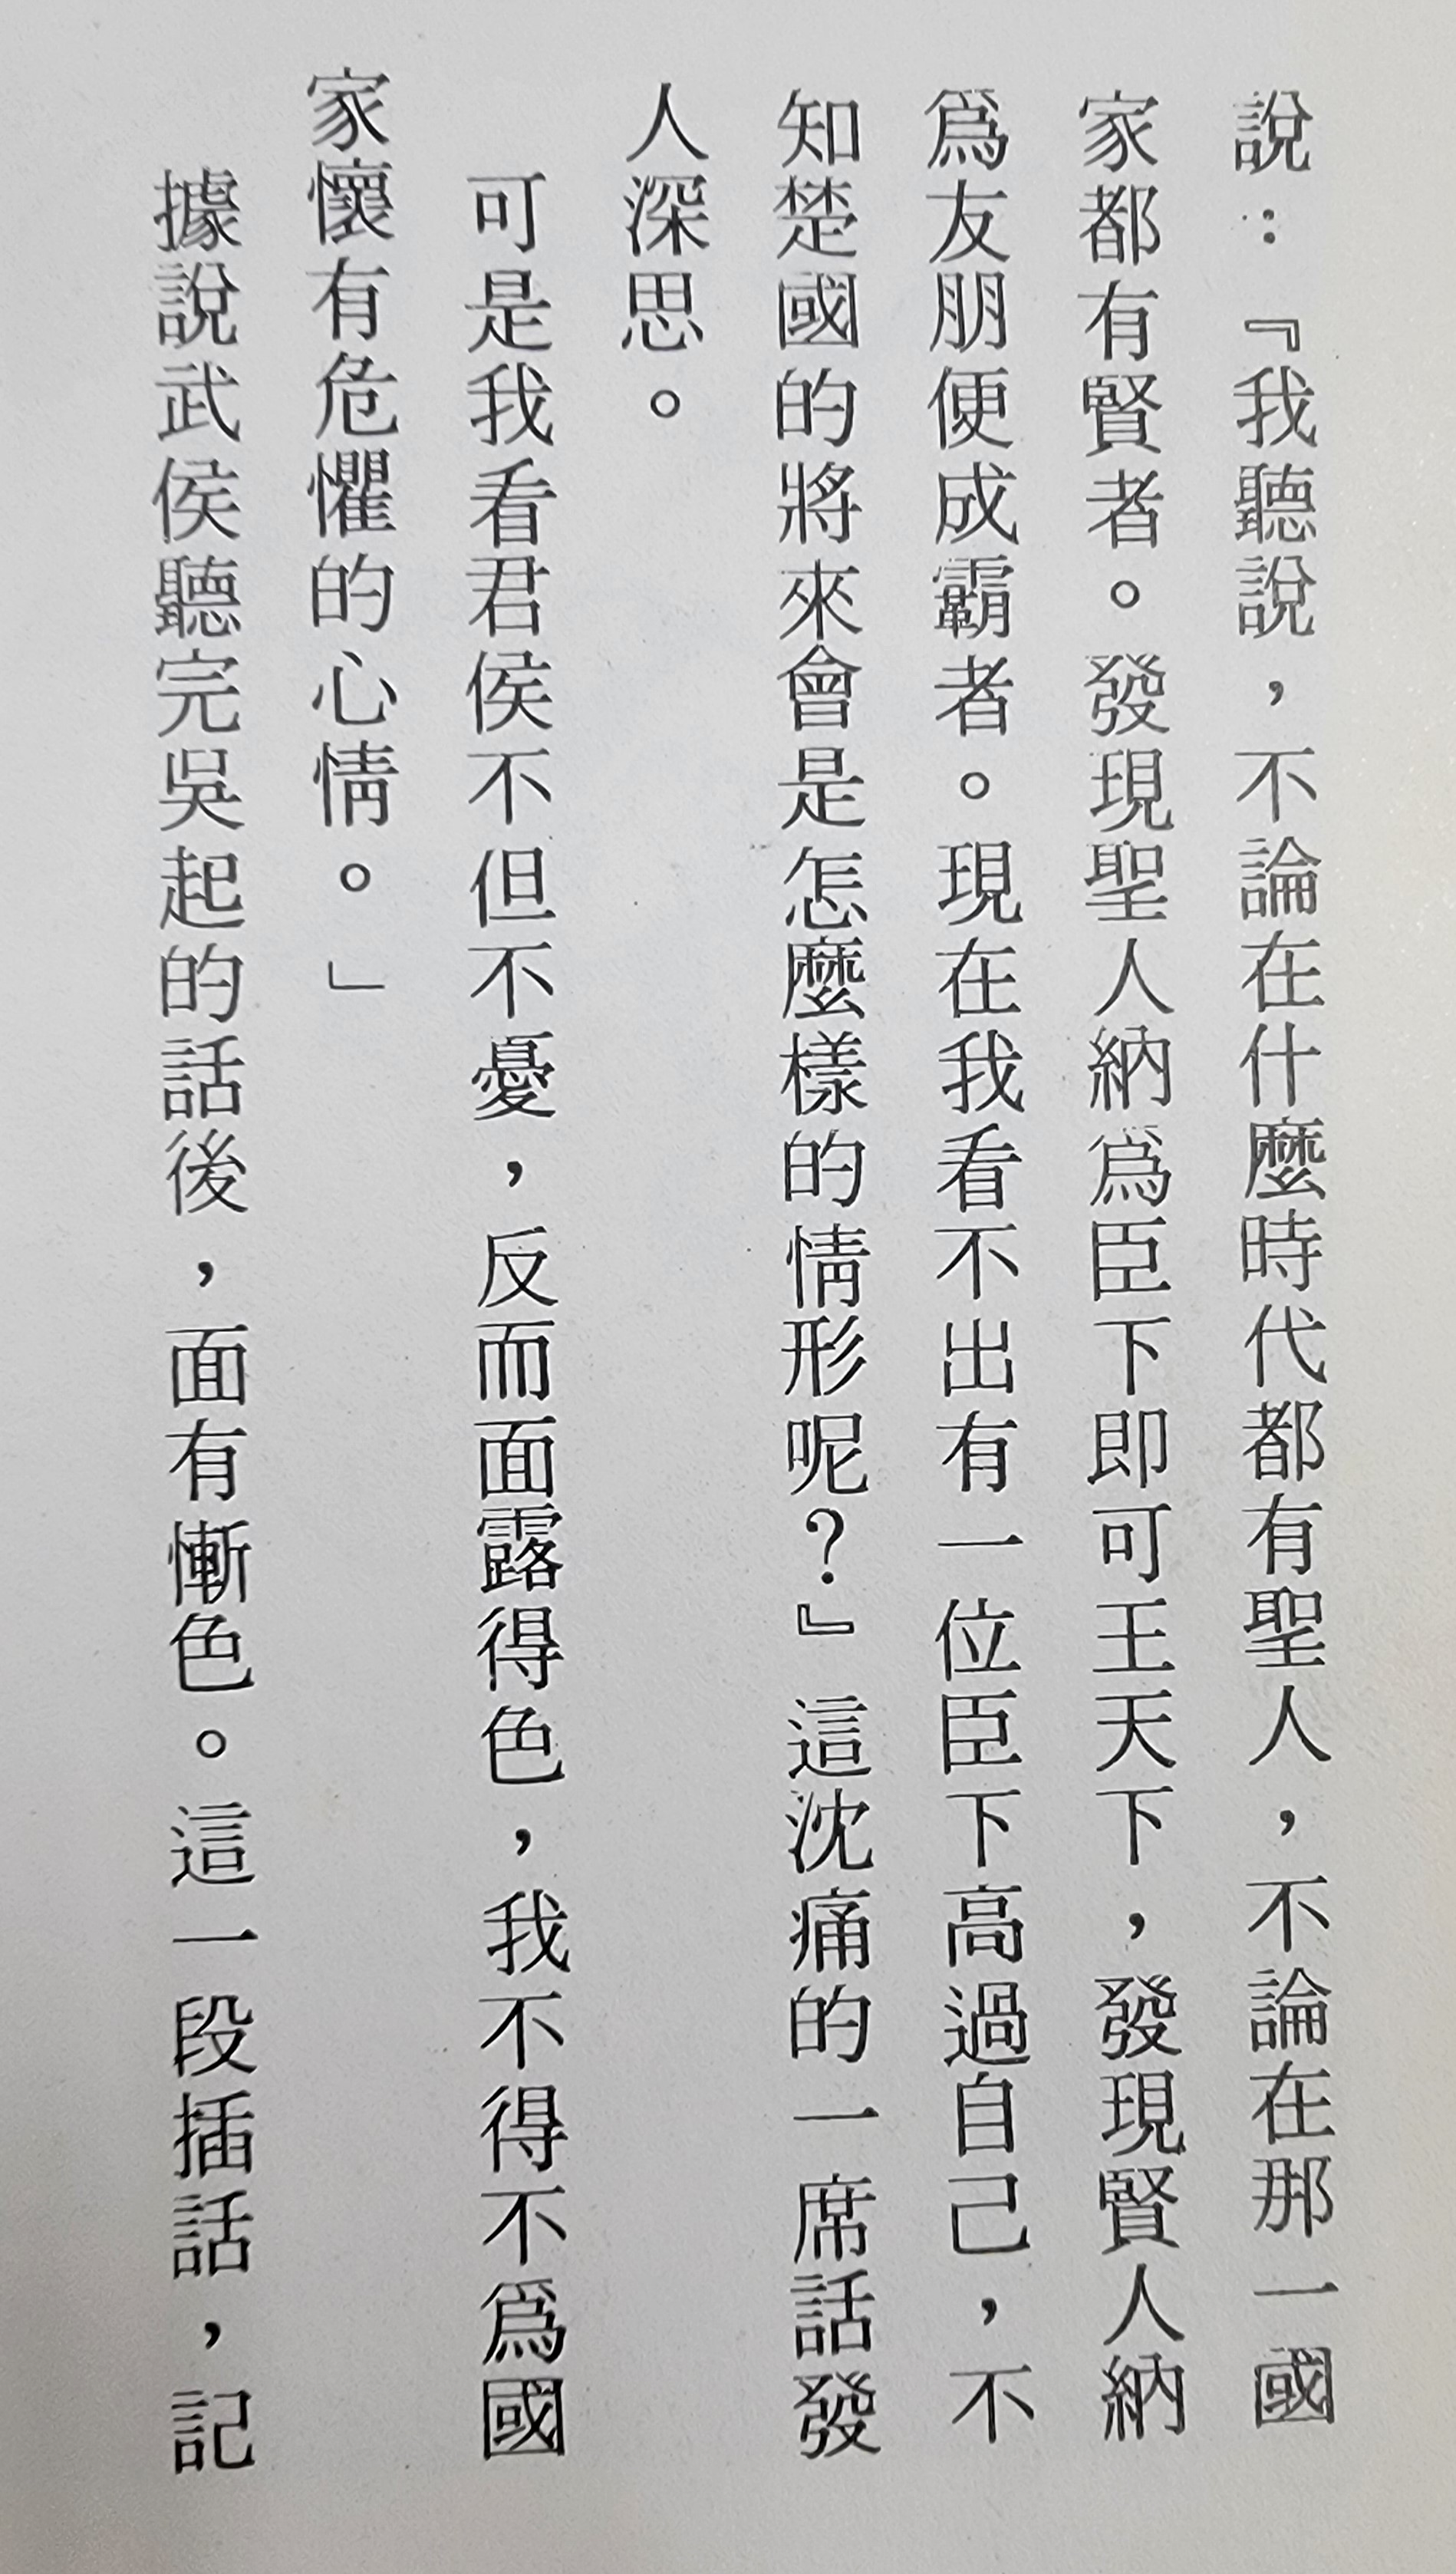 說：『我聽說，不論在什麼時代都有聖人，不論在那一國
家都有賢者。發現聖人納爲臣下即可王天下，發現賢人納
爲友朋便成霸者。現在我看不出有一位臣下高過自己，不
知楚國的將來會是怎麼樣的情形呢？』這沈痛的一席話發
人深思。
可是我看君侯不但不憂，反而面露得色，我不得不爲國
家懷有危懼的心情。」
據說武侯聽完吳起的話後，面有慚色。這一段插話，記